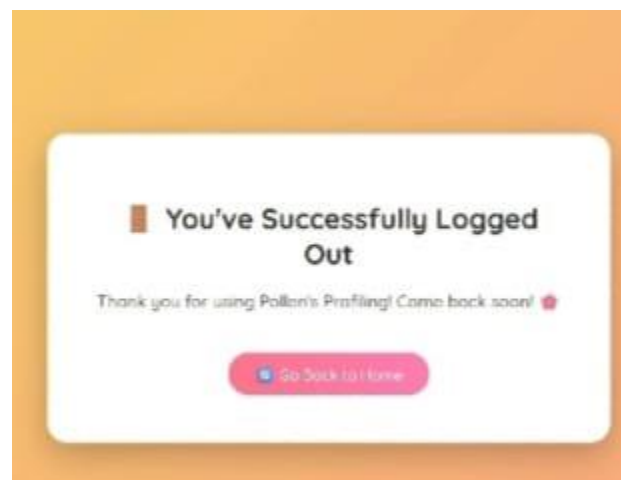 🚪 You've Successfully Logged
Out
Thank you for using Pollen's Profiling! Come back soon! 🌸
Go Back to Home